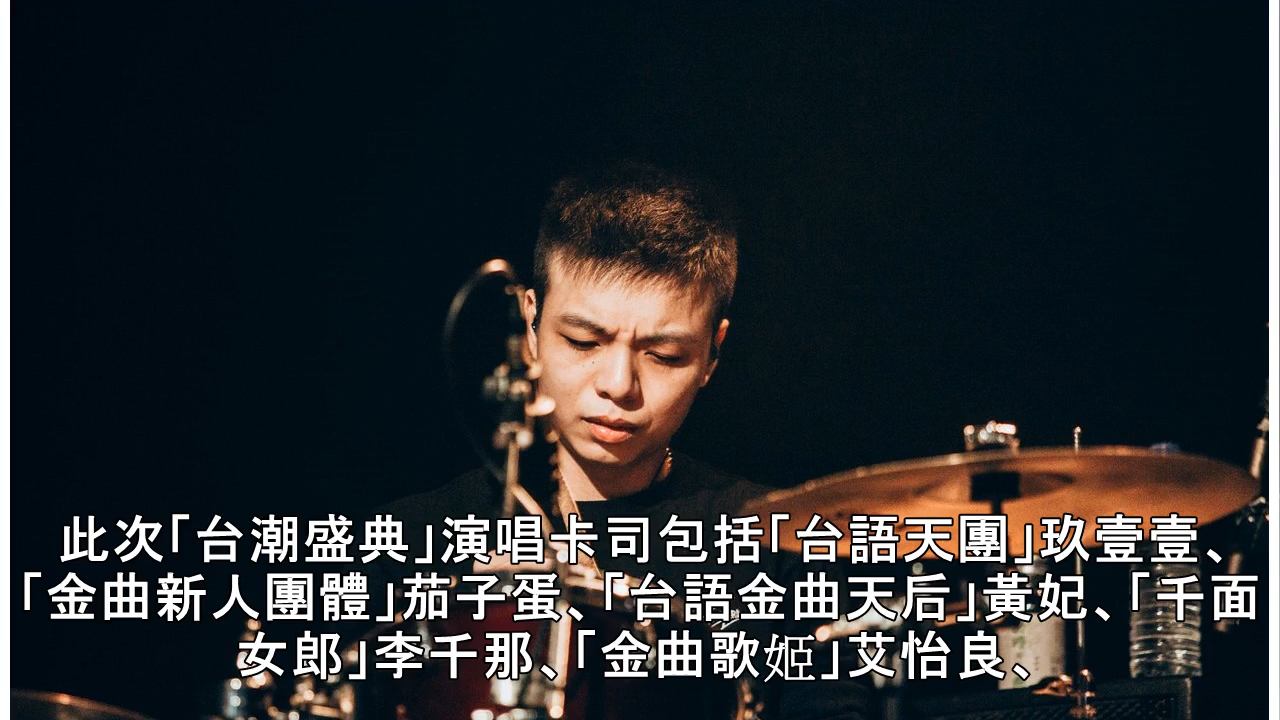 此次「台潮盛典」演唱卡司包括「台語天團」玖壹壹、
「金曲新人團體」茄子蛋、「台語金曲天后」黃妃、「千面
女郎」李千那、「金曲歌姬」艾怡良、